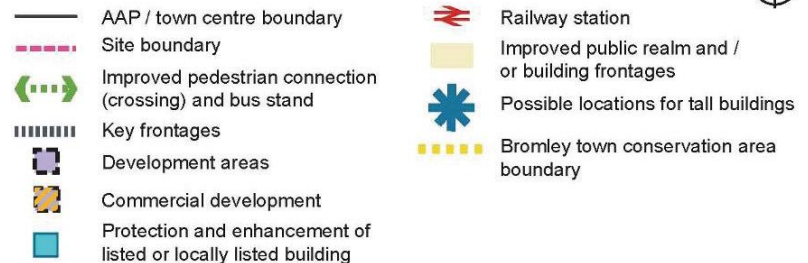 AAP / town centre boundary
Site boundary
Improved pedestrian connection
(crossing) and bus stand
Key frontages
Development areas
Commercial development
Protection and enhancement of
listed or locally listed building
Railway station
Improved public realm and /
or building frontages
Possible locations for tall buildings
Bromley town conservation area
boundary